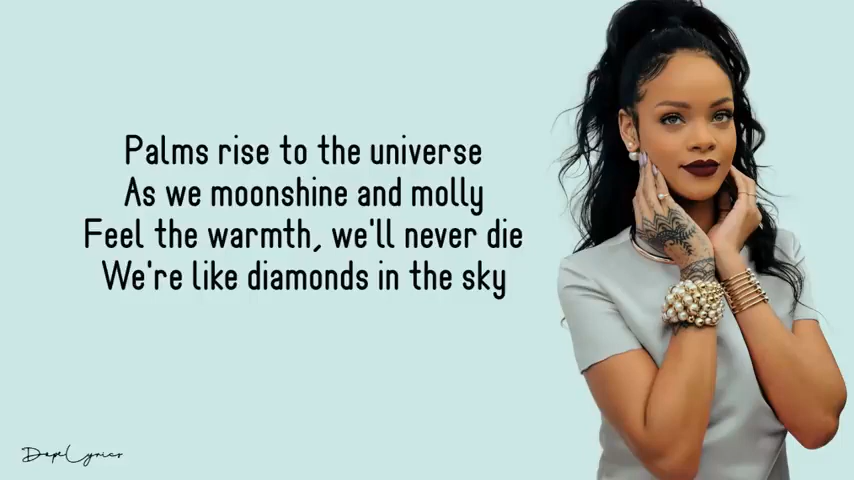 Palms rise to the universe
As we moonshine and molly
Feel the warmth, we'll never die
We're like diamonds in the sky
DopeLyrics